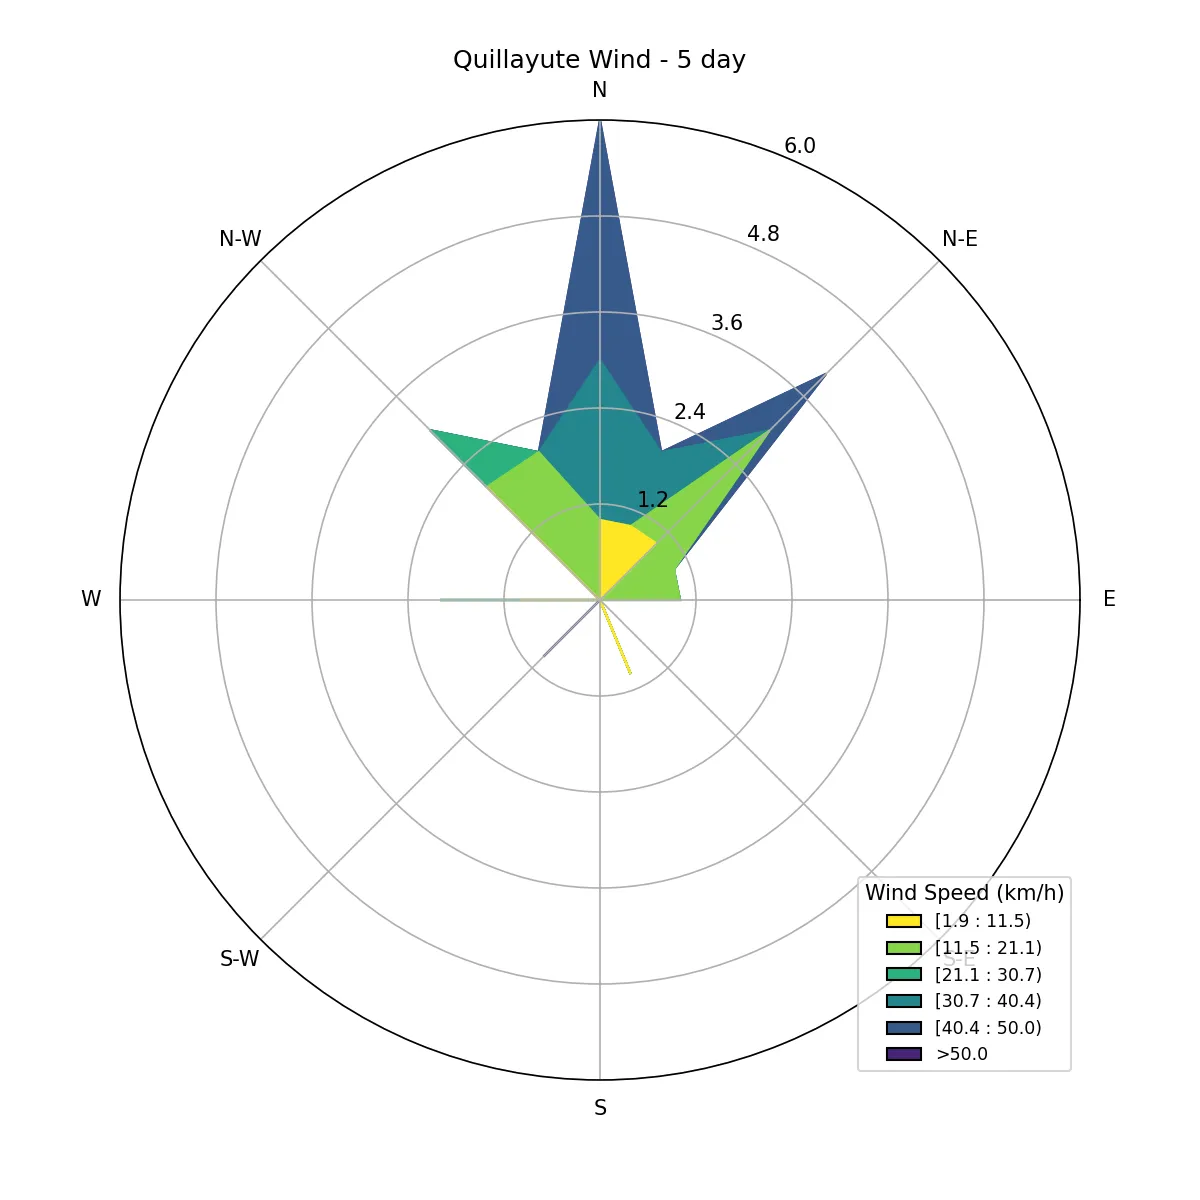 Quillayute Wind - 5 day
N
6.0
N-W
4.8
N-E
3.6
2.4
1.2
W
E
S-W
S-E
S
Wind Speed (km/h)
[1.9 : 11.5)
[11.5 : 21.1)
[21.1 : 30.7)
[30.7 : 40.4)
[40.4 : 50.0)
>50.0